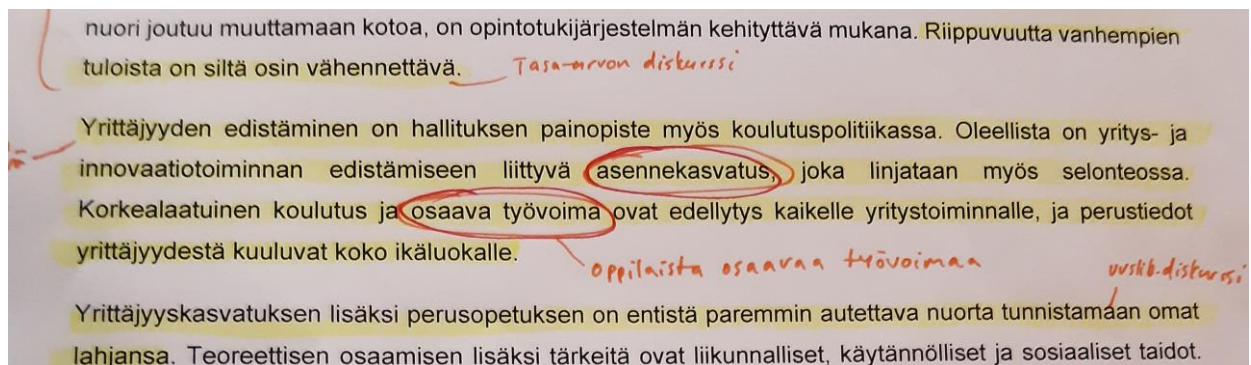 nuori joutuu muuttamaan kotoa, on opintotukijärjestelmän kehityttävä mukana. Riippuvuutta vanhempien
tuloista on siltä osin vähennettävä. Tasa-arvon diskurssi
Yrittäjyyden edistäminen on hallituksen painopiste myös koulutuspolitiikassa. Oleellista on yritys- ja
innovaatiotoiminnan edistämiseen liittyvä asennekasvatus, joka linjataan myös selonteossa.
Korkealaatuinen koulutus ja osaava työvoima ovat edellytys kaikelle yritystoiminnalle, ja perustiedot
yrittäjyydestä kuuluvat koko ikäluokalle.
oppilaista osaavaa työvoimaa
uuslib.diskurssi
Yrittäjyyskasvatuksen lisäksi perusopetuksen on entistä paremmin autettava nuorta tunnistamaan omat
lahjansa. Teoreettisen osaamisen lisäksi tärkeitä ovat liikunnalliset, käytännölliset ja sosiaaliset taidot.